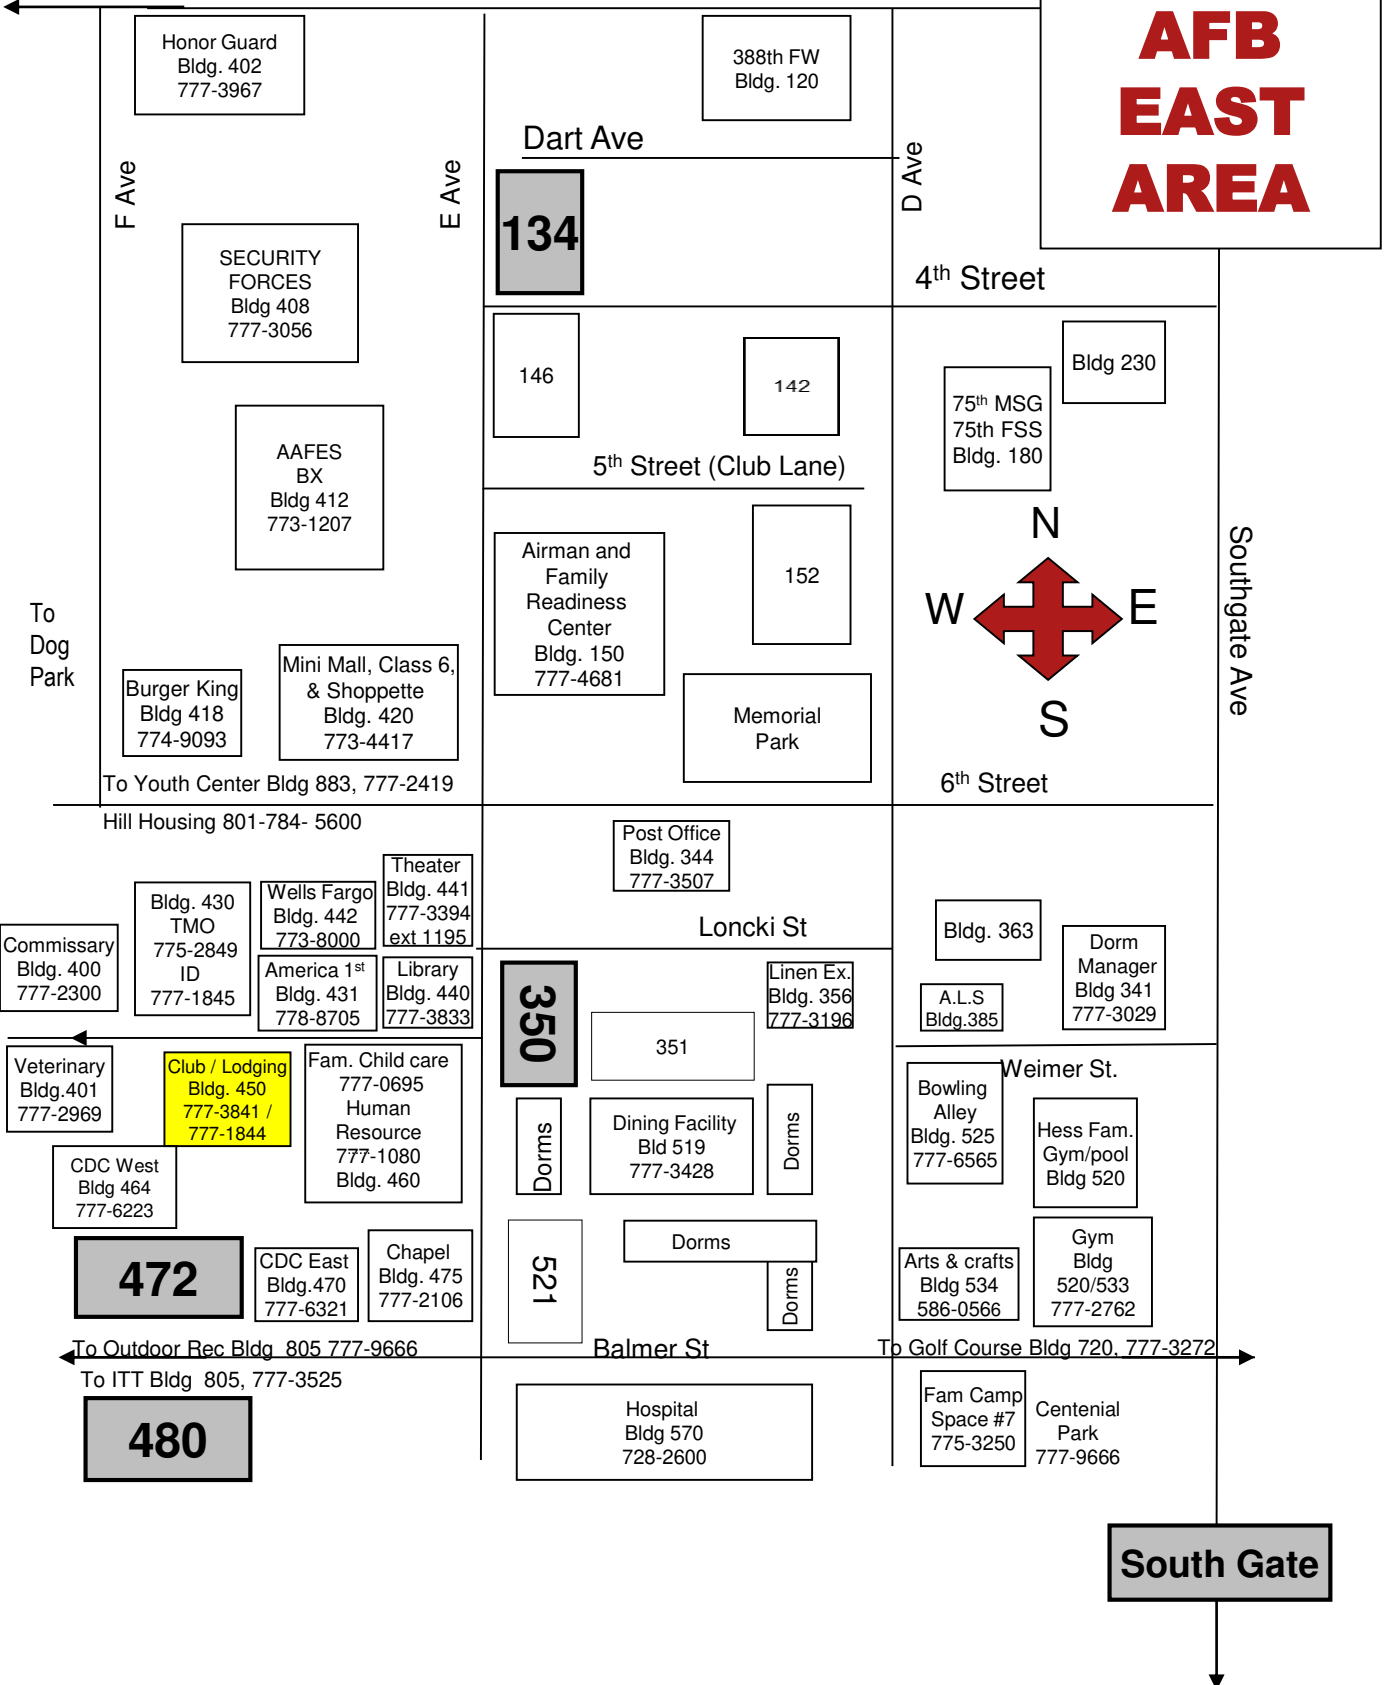 AFB
EAST
AREA
Honor Guard
Bldg. 402
777-3967
388th FW
Bldg. 120
Dart Ave
F Ave
E Ave
D Ave
134
SECURITY
FORCES
Bldg 408
777-3056
4th Street
146
142
Bldg 230
75th MSG
75th FSS
Bldg. 180
AAFES
BX
Bldg 412
773-1207
5th Street (Club Lane)
Airman and
Family
Readiness
Center
Bldg. 150
777-4681
152
N
W
E
S
Southgate Ave
To
Dog
Park
Burger King
Bldg 418
774-9093
Mini Mall, Class 6,
& Shoppette
Bldg. 420
773-4417
Memorial
Park
To Youth Center Bldg 883, 777-2419
6th Street
Hill Housing 801-784- 5600
Post Office
Bldg. 344
777-3507
Commissary
Bldg. 400
777-2300
Bldg. 430
TMO
775-2849
ID
777-1845
Wells Fargo
Bldg. 442
773-8000
Theater
Bldg. 441
777-3394
ext 1195
America 1st
Bldg. 431
778-8705
Library
Bldg. 440
777-3833
Loncki St
350
Linen Ex.
Bldg. 356
777-3196
351
Bldg. 363
Dorm
Manager
Bldg 341
777-3029
A.L.S
Bldg.385
Weimer St.
Veterinary
Bldg.401
777-2969
Club / Lodging
Bldg. 450
777-3841 /
777-1844
Fam. Child care
777-0695
Human
Resource
777-1080
Bldg. 460
CDC West
Bldg 464
777-6223
Dorms
Dining Facility
Bld 519
777-3428
Dorms
Bowling
Alley
Bldg. 525
777-6565
Hess Fam.
Gym/pool
Bldg 520
472
CDC East
Bldg.470
777-6321
Chapel
Bldg. 475
777-2106
521
Dorms
Dorms
Arts & crafts
Bldg 534
586-0566
Gym
Bldg
520/533
777-2762
To Outdoor Rec Bldg  805 777-9666
Balmer St
To Golf Course Bldg 720, 777-3272
To ITT Bldg  805, 777-3525
480
Hospital
Bldg 570
728-2600
Fam Camp
Space #7
775-3250
Centenial
Park
777-9666
South Gate